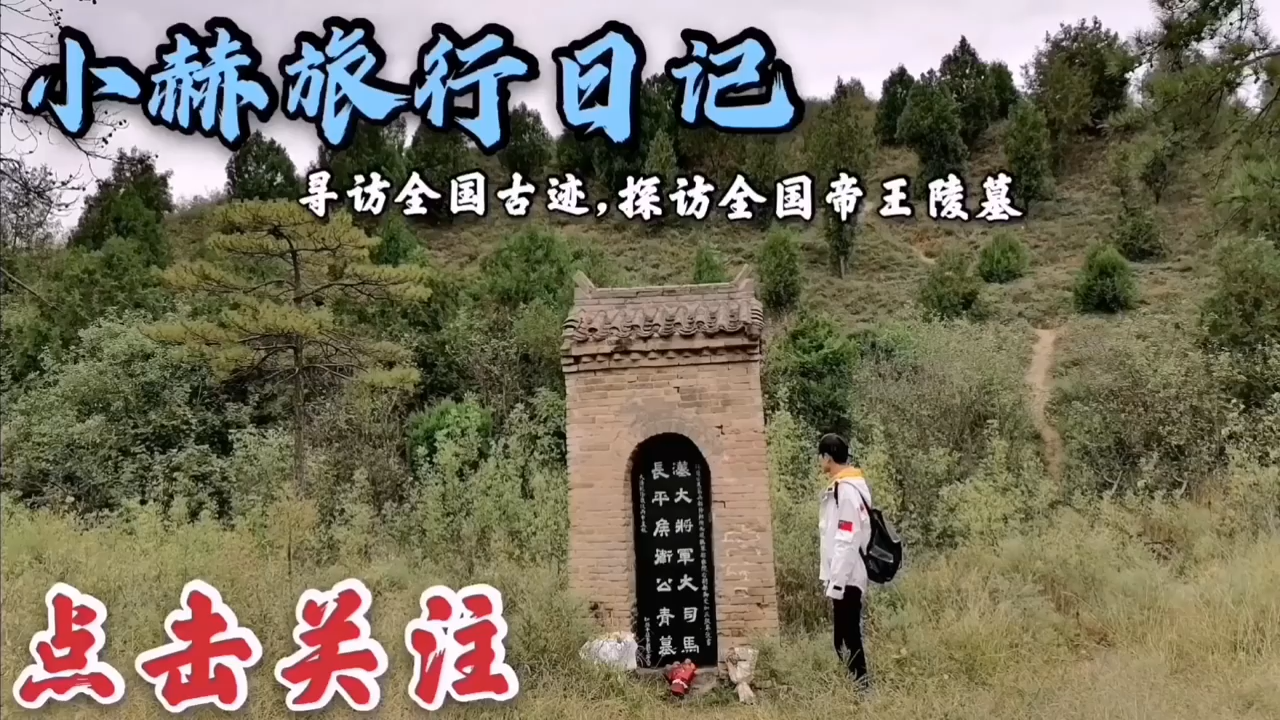 小赫旅行日记
寻访全国古迹,探访全国帝王陵墓
漢大將軍大司馬
長平侯衛公青墓
点击关注